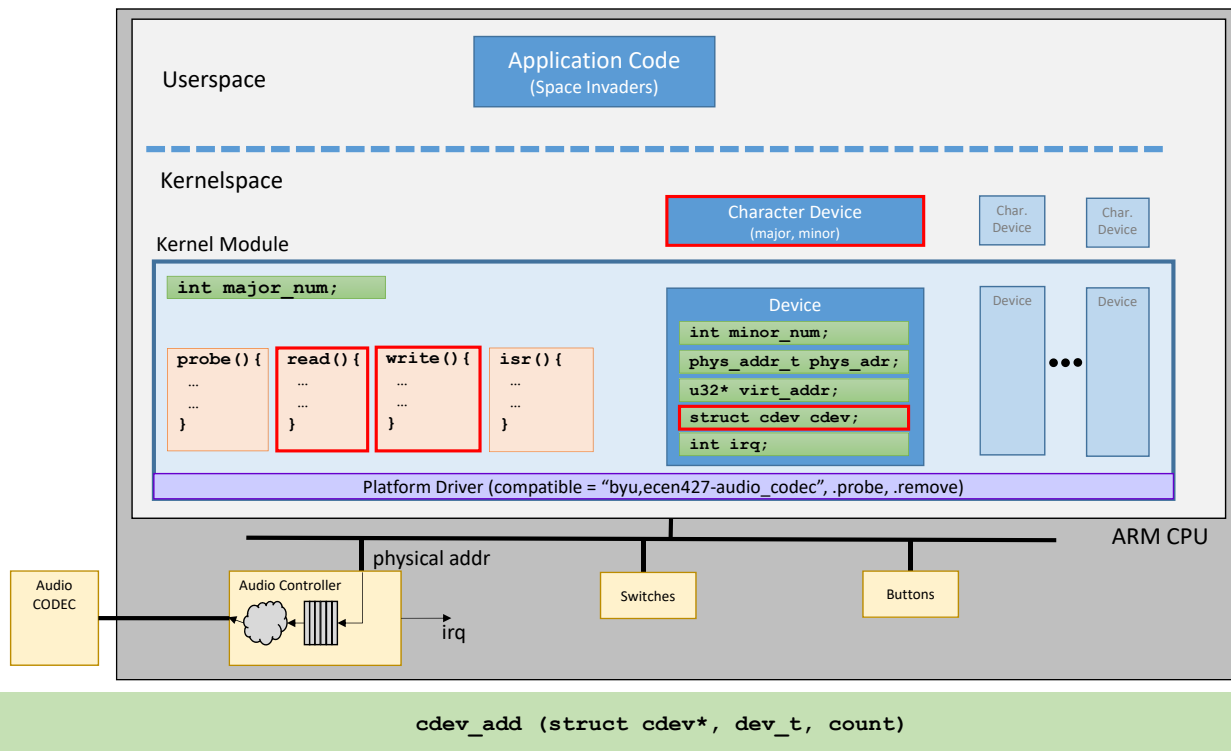 Application Code
(Space Invaders)
Userspace
Kernelspace
Character Device
(major, minor)
Char.
Device
Char.
Device
Kernel Module
int major_num;
probe(){
…
…
}
read(){
…
…
}
write(){
…
…
}
isr(){
…
…
}
Device
int minor_num;
phys_addr_t phys_adr;
u32* virt_addr;
struct cdev cdev;
int irq;
Device
•••
Device
Platform Driver (compatible = “byu,ecen427-audio_codec”, .probe, .remove)
ARM CPU
physical addr
Audio
CODEC
Audio Controller
irq
Switches
Buttons
cdev_add (struct cdev*, dev_t, count)